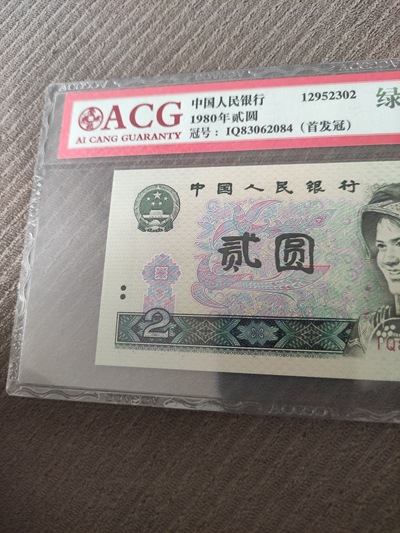 ACG
AI CANG GUARANTY
中国人民银行 12952302 绿
1980年贰圆
冠号: IQ83062084 (首发冠)
中国人民银行
贰圆
2